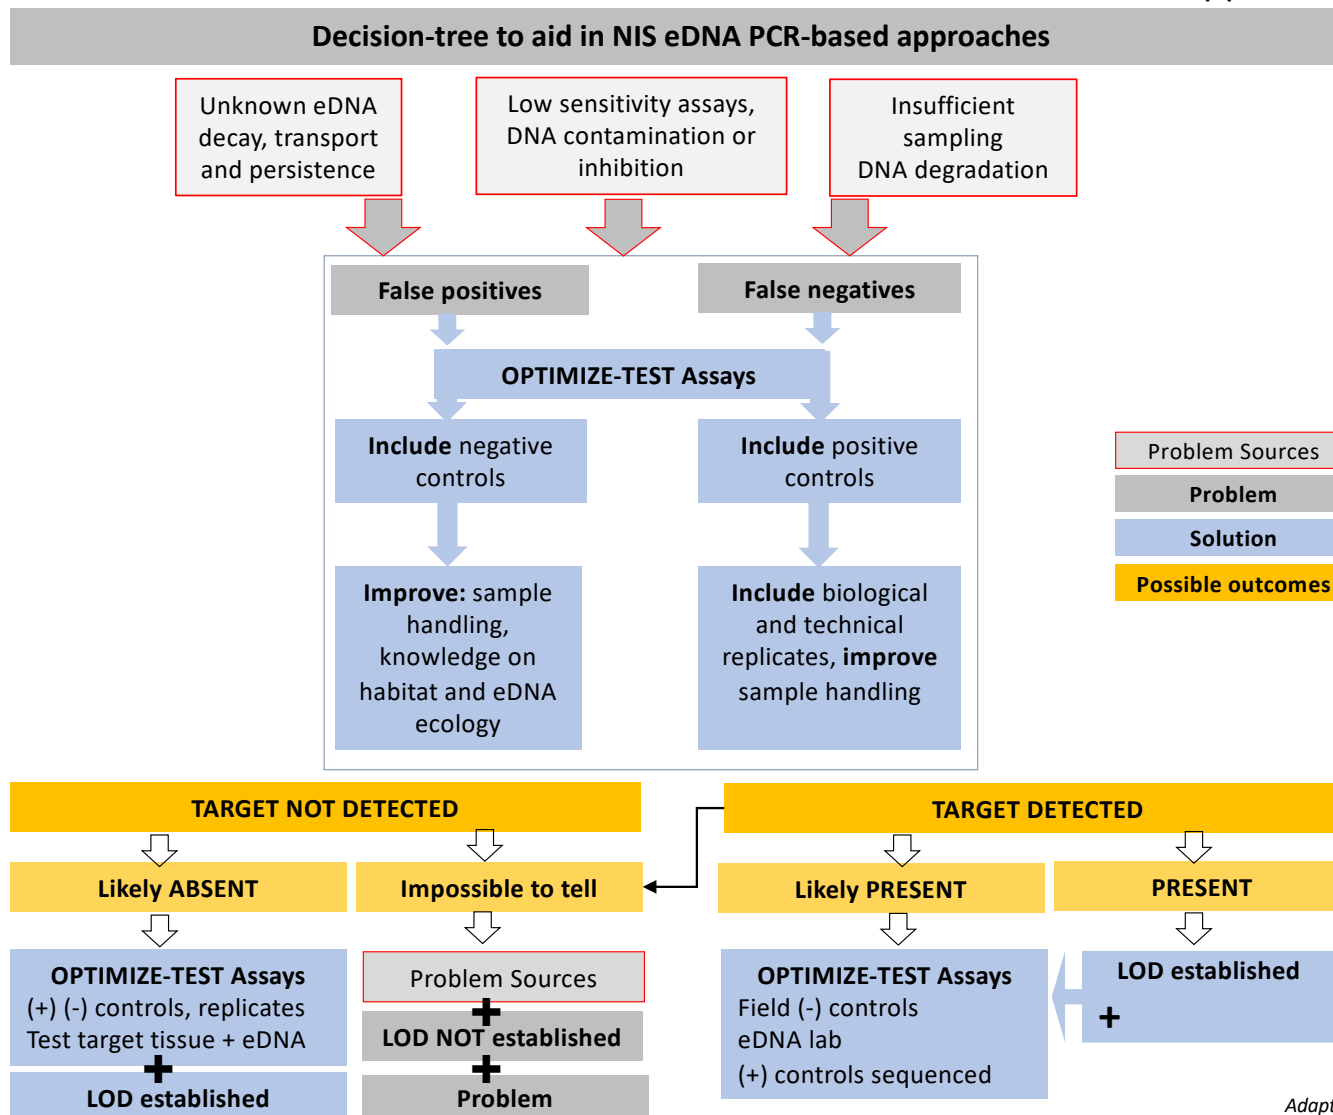 Decision-tree to aid in NIS eDNA PCR-based approaches
Unknown eDNA
decay, transport
and persistence
Low sensitivity assays,
DNA contamination or
inhibition
Insufficient
sampling
DNA degradation
False positives
False negatives
OPTIMIZE-TEST Assays
Include negative
controls
Include positive
controls
Improve: sample
handling,
knowledge on
habitat and eDNA
ecology
Include biological
and technical
replicates, improve
sample handling
Problem Sources
Problem
Solution
Possible outcomes
TARGET NOT DETECTED
TARGET DETECTED
Likely ABSENT
Impossible to tell
Likely PRESENT
PRESENT
OPTIMIZE-TEST Assays
(+) (-) controls, replicates
Test target tissue + eDNA
+
LOD established
Problem Sources
+
LOD NOT established
+
Problem
OPTIMIZE-TEST Assays
Field (-) controls
eDNA lab
(+) controls sequenced
LOD established
+
Adapt